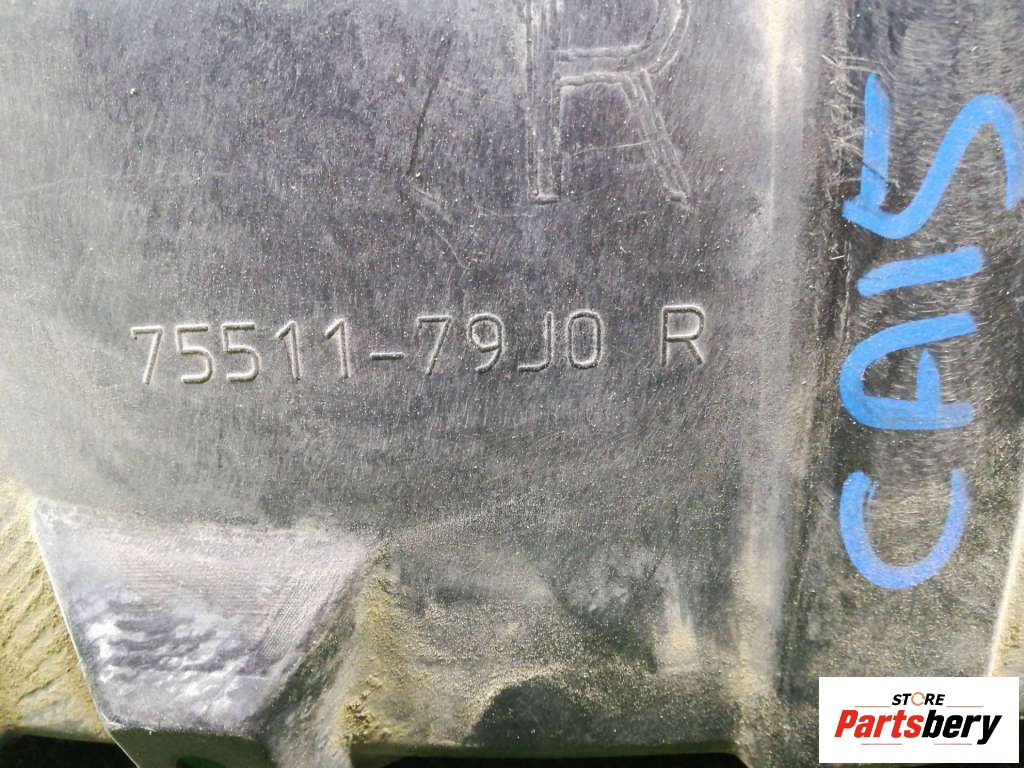 R
75511-79J0 R
CA15
STORE
Partsbery